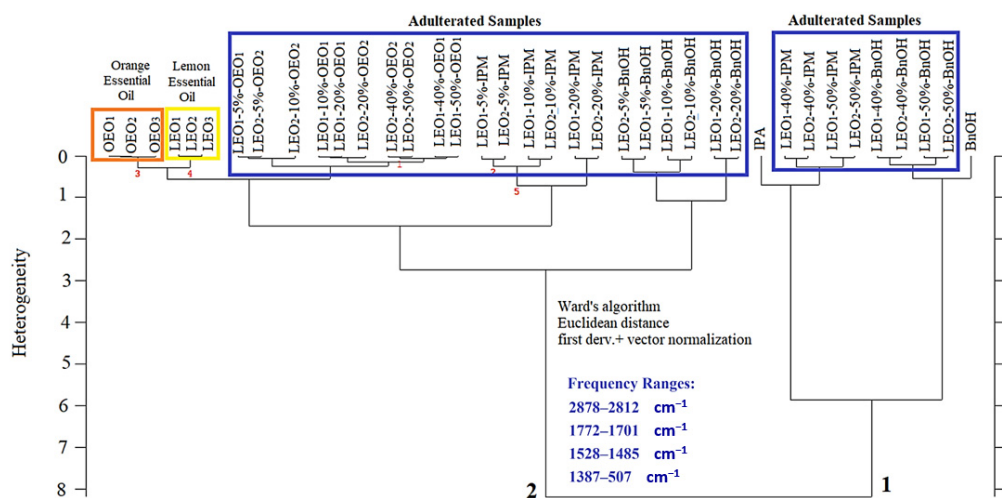 Adulterated Samples
Adulterated Samples
Orange
Essential
Oil
Lemon
Essential
Oil
OEO1
OEO2
OEO3
LEO1
LEO2
LEO3
LEO1-5%-OEO1
LEO2-5%-OEO2
LEO2-10%-OEO2
LEO1-10%-OEO1
LEO1-20%-OEO1
LEO2-20%-OEO2
LEO2-40%-OEO2
LEO2-50%-OEO2
LEO1-40%-OEO1
LEO1-50%-OEO1
LEO1-5%-IPM
LEO2-5%-IPM
LEO1-10%-IPM
LEO2_10%-IPM
LEO1-20%-IPM
LEO2-20%-IPM
LEO2-5%-BnOH
LEO1-5%-BnOH
LEO1-10%-BnOH
LEO2-10%-BnOH
LEO1-20%-BnOH
LEO2-20%-BnOH
IPA
LEO1-40%-IPM
LEO2-40%-IPM
LEO1-50%-IPM
LEO2-50%-IPM
LEO1-40%-BnOH
LEO2-40%-BnOH
LEO1-50%-BnOH
LEO2-50%-BnOH
BnOH
Heterogeneity
0
1
2
3
4
5
6
7
8
3
4
1
2
5
Ward's algorithm
Euclidean distance
first derv.+ vector normalization
Frequency Ranges:
2878–2812 cm⁻¹
1772–1701 cm⁻¹
1528–1485 cm⁻¹
1387–507 cm⁻¹
2
1